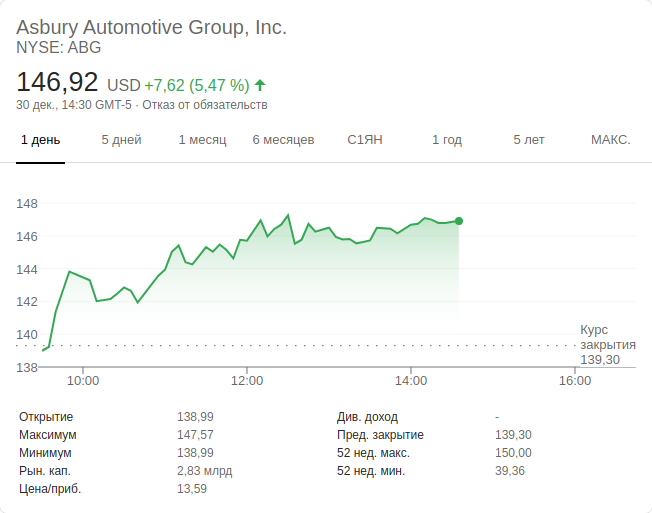 Asbury Automotive Group, Inc.
NYSE: ABG
146,92 USD +7,62 (5,47 %)
30 дек., 14:30 GMT-5 · Отказ от обязательств
1 день 5 дней 1 месяц 6 месяцев С1ЯН 1 год 5 лет МАКС.
148
146
144
142
140
138
Курс
закрытия
139,30
10:00 12:00 14:00 16:00
Открытие 138,99 Див. доход -
Максимум 147,57 Пред. закрытие 139,30
Минимум 138,99 52 нед. макс. 150,00
Рын. кап. 2,83 млрд 52 нед. мин. 39,36
Цена/приб. 13,59